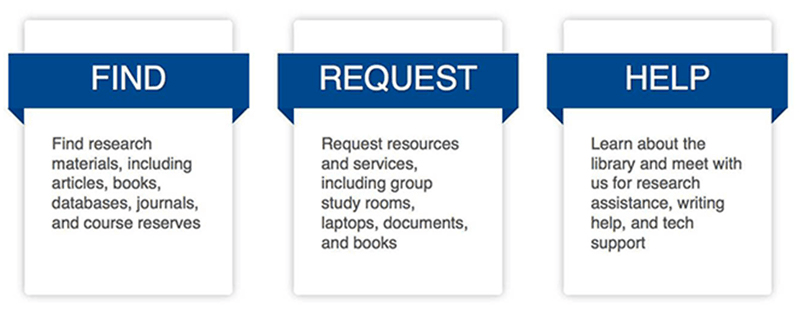 FIND
Find research
materials, including
articles, books,
databases, journals,
and course reserves
REQUEST
Request resources
and services,
including group
study rooms,
laptops, documents,
and books
HELP
Learn about the
library and meet with
us for research
assistance, writing
help, and tech
support